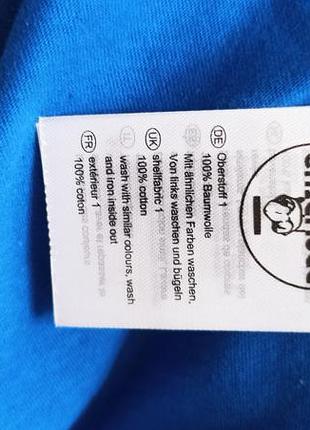 DE Oberstoff 1
100% Baumwolle
Mit ähnlichen Farben waschen,
Von links waschen und bügeln
UK shellfabric 1
100% cotton
wash with similar colours, wash
and iron inside out
FR extérieur 1
100% coton